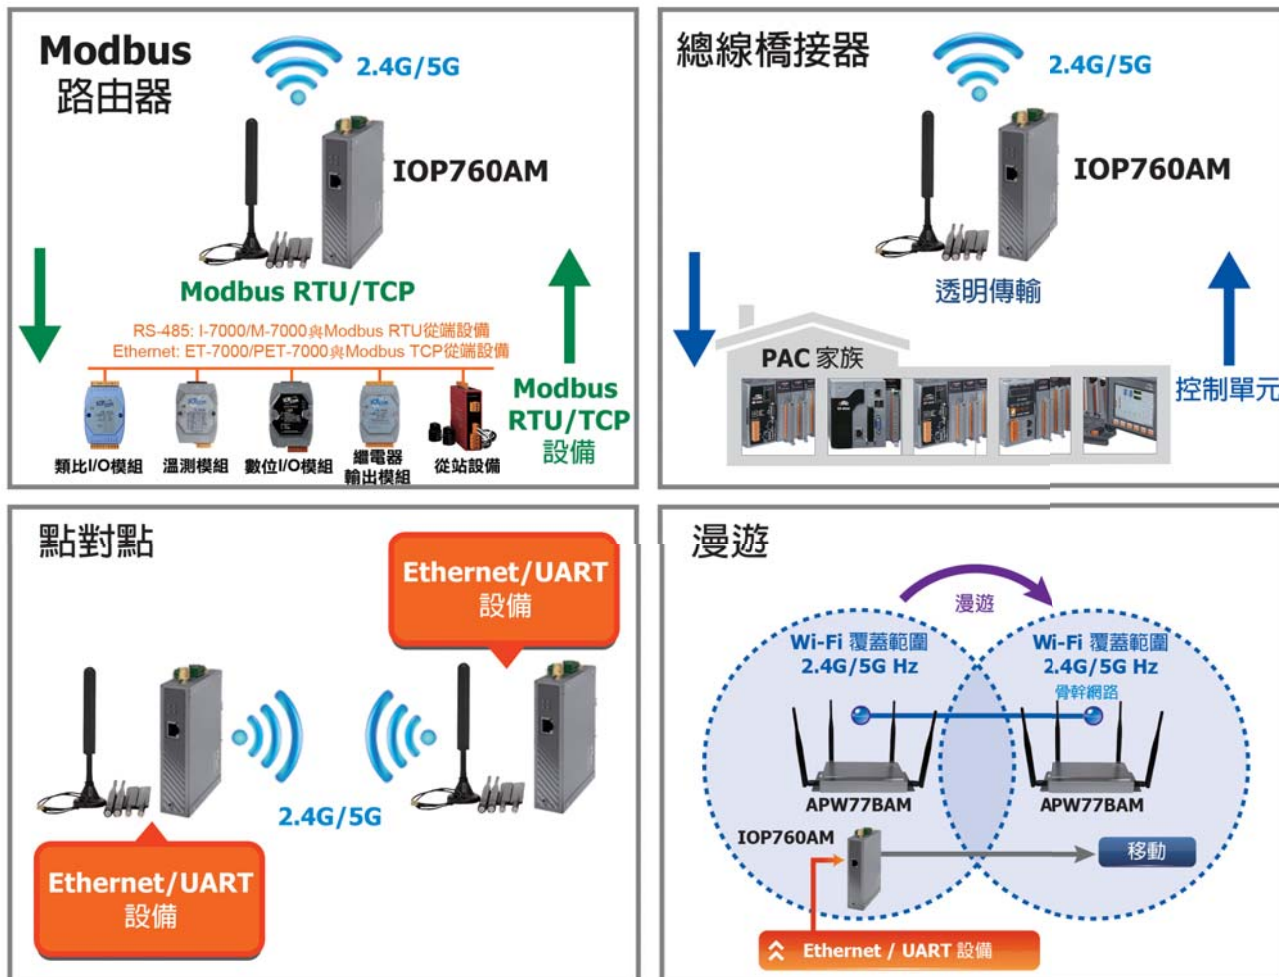 Modbus
路由器
2.4G/5G
IOP760AM
Modbus RTU/TCP
RS-485: I-7000/M-7000與Modbus RTU從端設備
Ethernet: ET-7000/PET-7000與Modbus TCP從端設備
Modbus
RTU/TCP
設備
類比I/O模組
溫測模組
數位I/O模組
繼電器
輸出模組
從站設備
總線橋接器
2.4G/5G
IOP760AM
透明傳輸
PAC 家族
控制單元
點對點
Ethernet/UART
設備
2.4G/5G
Ethernet/UART
設備
漫遊
漫遊
Wi-Fi 覆蓋範圍
2.4G/5G Hz
Wi-Fi 覆蓋範圍
2.4G/5G Hz
骨幹網路
APW77BAM
APW77BAM
IOP760AM
移動
Ethernet / UART 設備